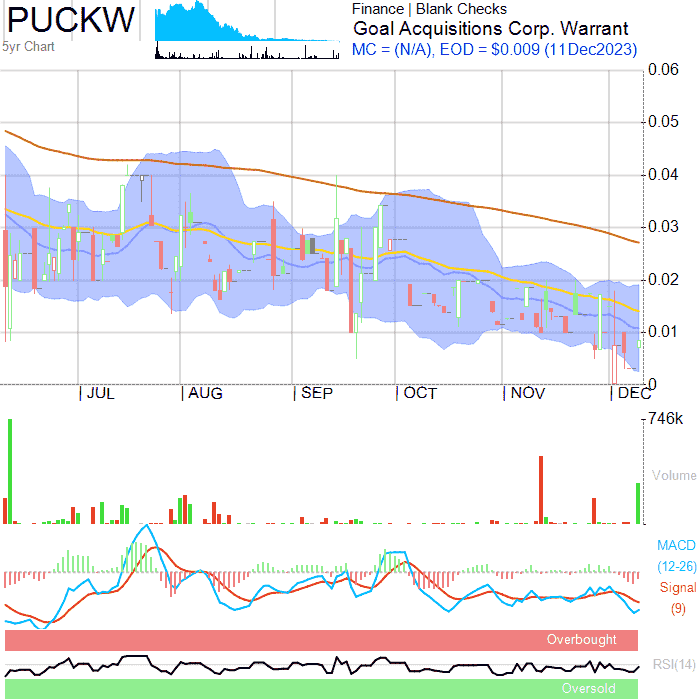 PUCKW
5yr Chart
Finance | Blank Checks
Goal Acquisitions Corp. Warrant
MC = (N/A), EOD = $0.009 (11Dec2023)
0.06
0.05
0.04
0.03
0.02
0.01
0
JUL AUG SEP OCT NOV DEC
746k
Volume
MACD
(12-26)
Signal
(9)
Overbought
RSI(14)
Oversold